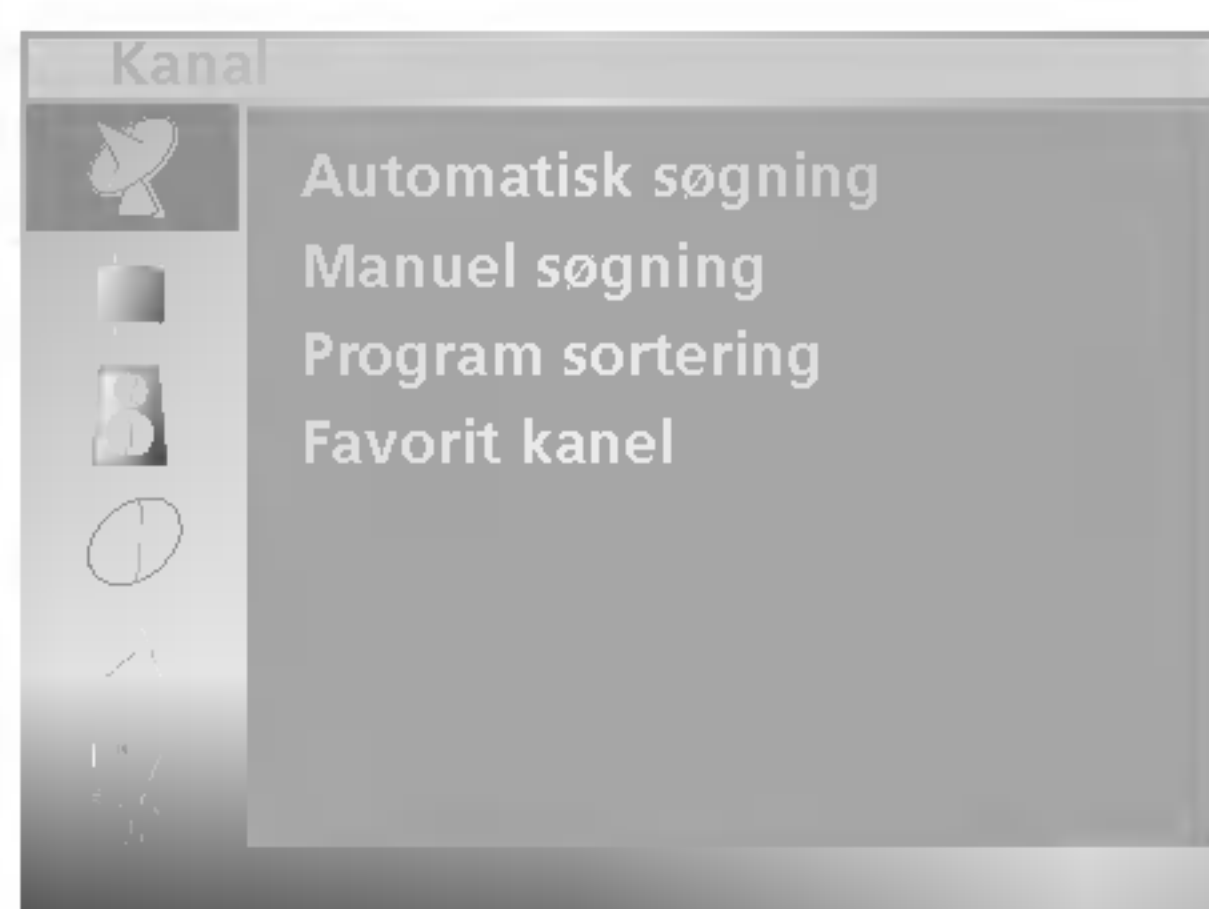 Kanal
Automatisk søgning
Manuel søgning
Program sortering
Favorit kanel